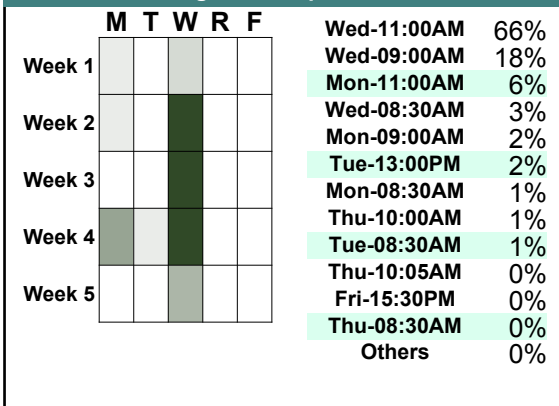 M T W R F
Week 1
Week 2
Week 3
Week 4
Week 5
Wed-11:00AM 66%
Wed-09:00AM 18%
Mon-11:00AM 6%
Wed-08:30AM 3%
Mon-09:00AM 2%
Tue-13:00PM 2%
Mon-08:30AM 1%
Thu-10:00AM 1%
Tue-08:30AM 1%
Thu-10:05AM 0%
Fri-15:30PM 0%
Thu-08:30AM 0%
Others 0%